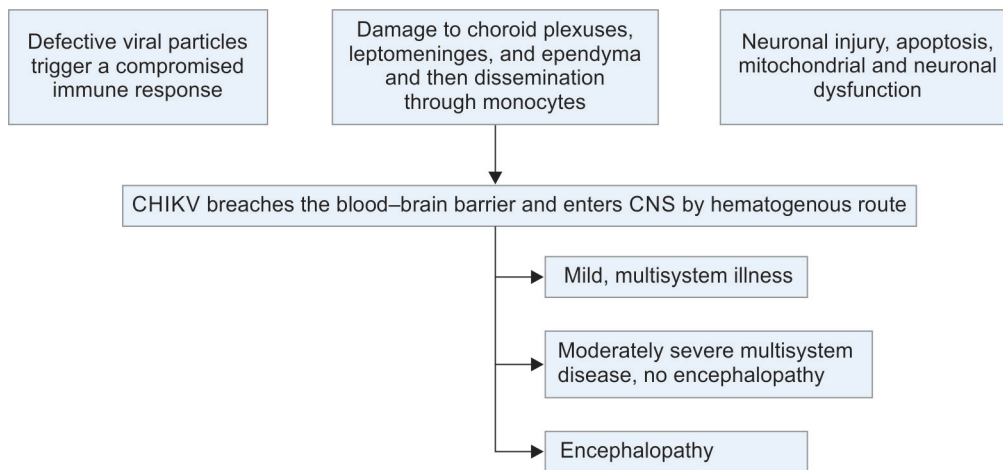 Defective viral particles
trigger a compromised
immune response
Damage to choroid plexuses,
leptomeninges, and ependyma
and then dissemination
through monocytes
Neuronal injury, apoptosis,
mitochondrial and neuronal
dysfunction
CHIKV breaches the blood–brain barrier and enters CNS by hematogenous route
Mild, multisystem illness
Moderately severe multisystem
disease, no encephalopathy
Encephalopathy